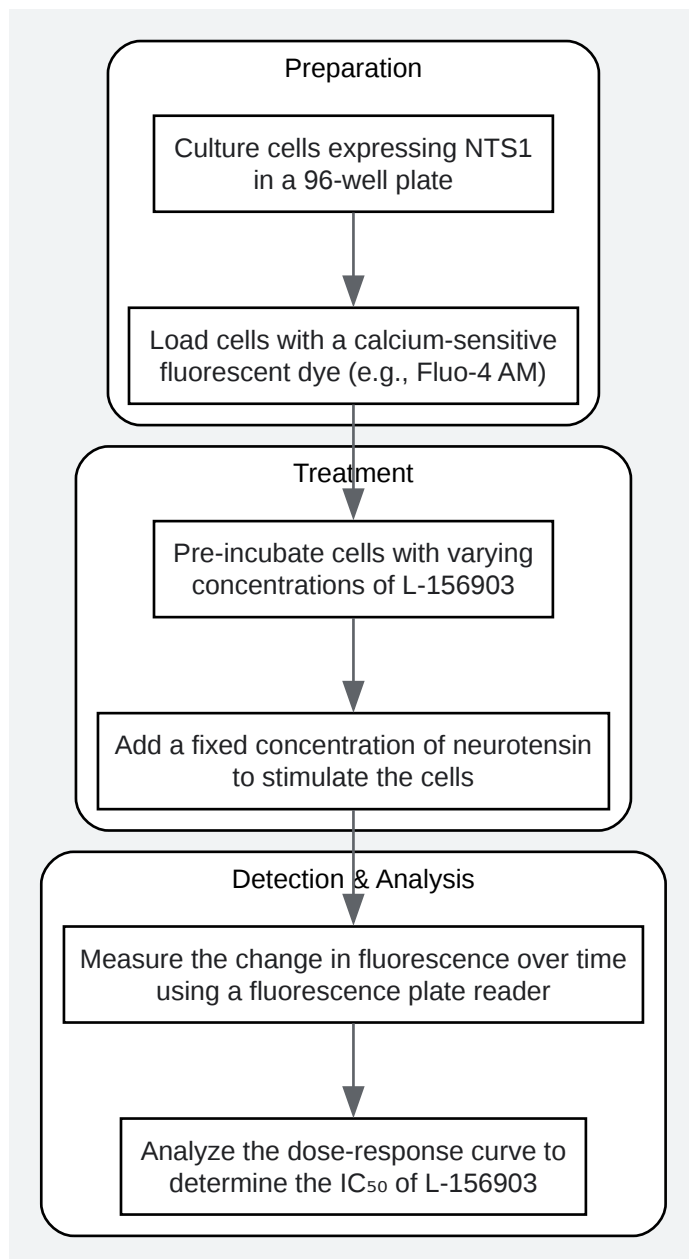 Preparation
Culture cells expressing NTS1
in a 96-well plate
Load cells with a calcium-sensitive
fluorescent dye (e.g., Fluo-4 AM)
Treatment
Pre-incubate cells with varying
concentrations of L-156903
Add a fixed concentration of neurotensin
to stimulate the cells
Detection & Analysis
Measure the change in fluorescence over time
using a fluorescence plate reader
Analyze the dose-response curve to
determine the IC₅₀ of L-156903